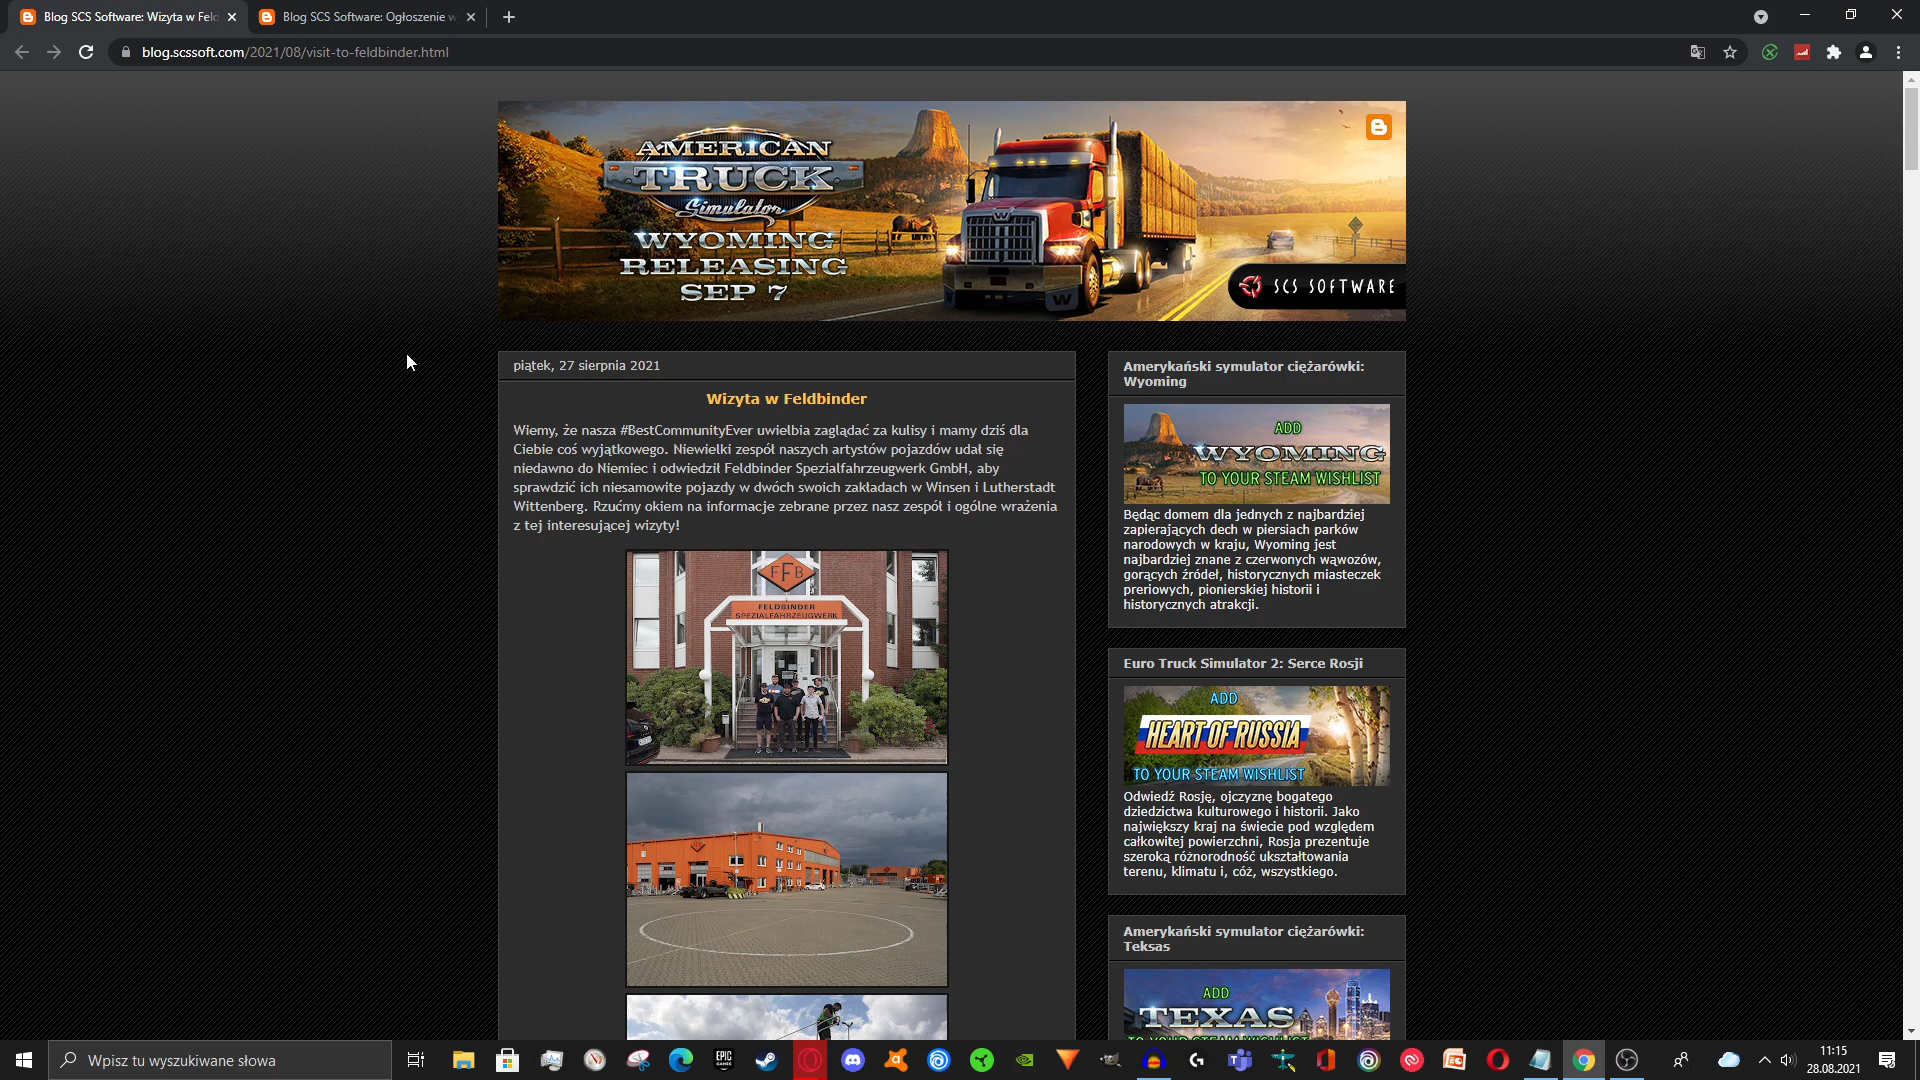 Blog SCS Software: Wizyta w Feld
Blog SCS Software: Ogłoszenie w
blog.scssoft.com/2021/08/visit-to-feldbinder.html
AMERICAN
TRUCK
Simulator
WYOMING
RELEASING
SEP 7
SCS SOFTWARE
piątek, 27 sierpnia 2021
Wizyta w Feldbinder
Wiemy, że nasza #BestCommunityEver uwielbia zaglądać za kulisy i mamy dziś dla
Ciebie coś wyjątkowego. Niewielki zespół naszych artystów pojazdów udał się
niedawno do Niemiec i odwiedził Feldbinder Spezialfahrzeugwerk GmbH, aby
sprawdzić ich niesamowite pojazdy w dwóch swoich zakładach w Winsen i Lutherstadt
Wittenberg. Rzućmy okiem na informacje zebrane przez nasz zespół i ogólne wrażenia
z tej interesującej wizyty!
FFB
FELDBINDER
SPEZIALFAHRZEUGWERK
Amerykański symulator ciężarówki:
Wyoming
ADD
WYOMING
TO YOUR STEAM WISHLIST
Będąc domem dla jednych z najbardziej
zapierających dech w piersiach parków
narodowych w kraju, Wyoming jest
najbardziej znane z czerwonych wąwozów,
gorących źródeł, historycznych miasteczek
preriowych, pionierskiej historii i
historycznych atrakcji.
Euro Truck Simulator 2: Serce Rosji
ADD
HEART OF RUSSIA
TO YOUR STEAM WISHLIST
Odwiedź Rosję, ojczyznę bogatego
dziedzictwa kulturowego i historii. Jako
największy kraj na świecie pod względem
całkowitej powierzchni, Rosja prezentuje
szeroką różnorodność ukształtowania
terenu, klimatu i, cóż, wszystkiego.
Amerykański symulator ciężarówki:
Teksas
ADD
TEXAS
TO YOUR STEAM WISHLIST
Wpisz tu wyszukiwane słowa
EPIC
GAMES
11:15
28.08.2021